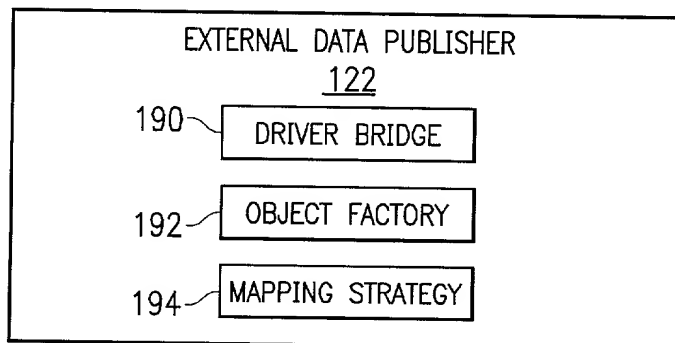 EXTERNAL DATA PUBLISHER
122
190 DRIVER BRIDGE
192 OBJECT FACTORY
194 MAPPING STRATEGY